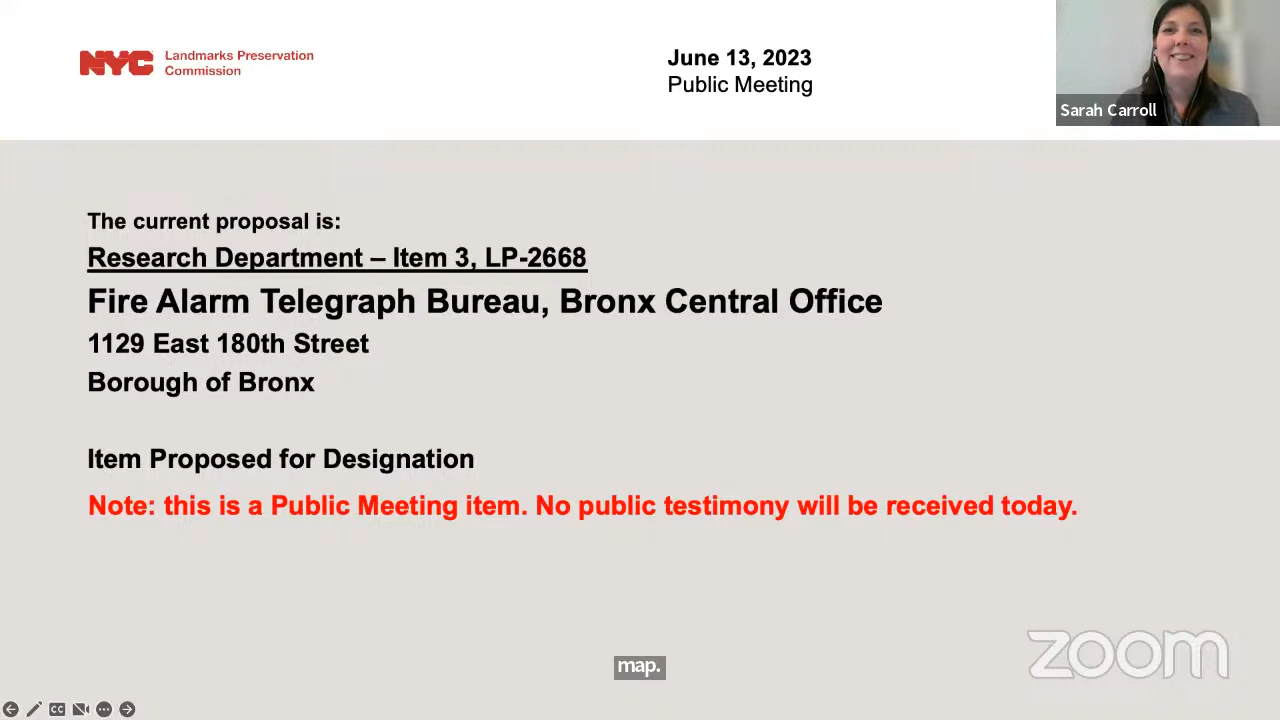 NYC
Landmarks Preservation
Commission
June 13, 2023
Public Meeting
Sarah Carroll
The current proposal is:
Research Department – Item 3, LP-2668
Fire Alarm Telegraph Bureau, Bronx Central Office
1129 East 180th Street
Borough of Bronx
Item Proposed for Designation
Note: this is a Public Meeting item. No public testimony will be received today.
zoom
map.
CC